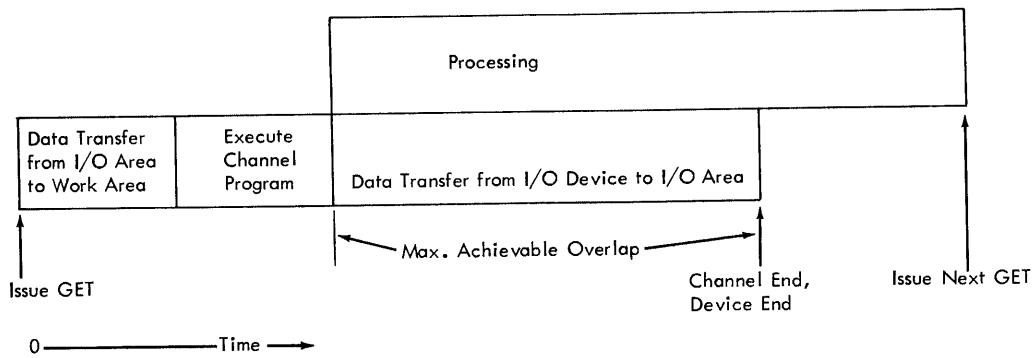 Processing
Data Transfer
from I/O Area
to Work Area
Execute
Channel
Program
Data Transfer from I/O Device to I/O Area
Max. Achievable Overlap
Issue GET
Channel End,
Device End
Issue Next GET
0
Time